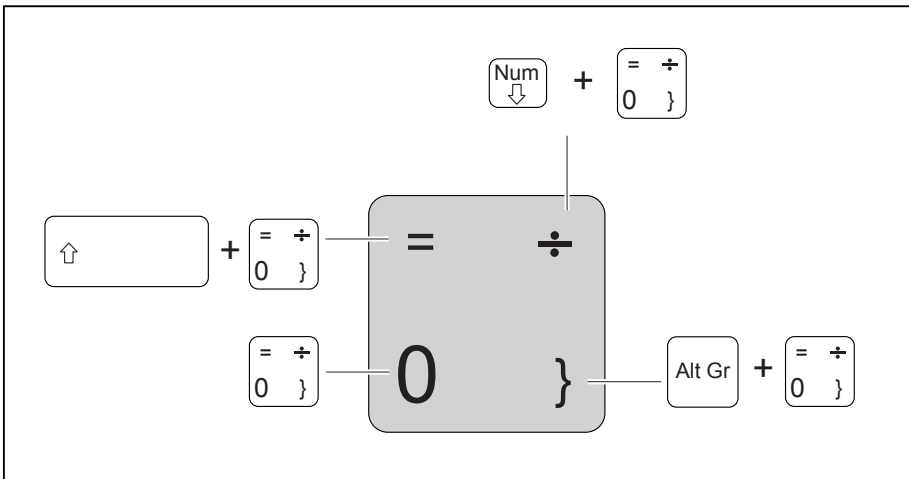 Num + = ÷
0 }
⇩
⇧ + = ÷
0 }
= ÷
0 }
= ÷
0 }
Alt Gr + = ÷
0 }